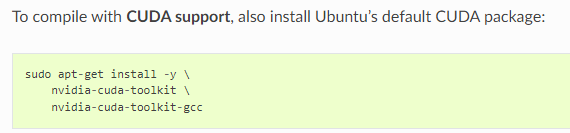 To compile with CUDA support, also install Ubuntu’s default CUDA package:
sudo apt-get install -y \
    nvidia-cuda-toolkit \
    nvidia-cuda-toolkit-gcc